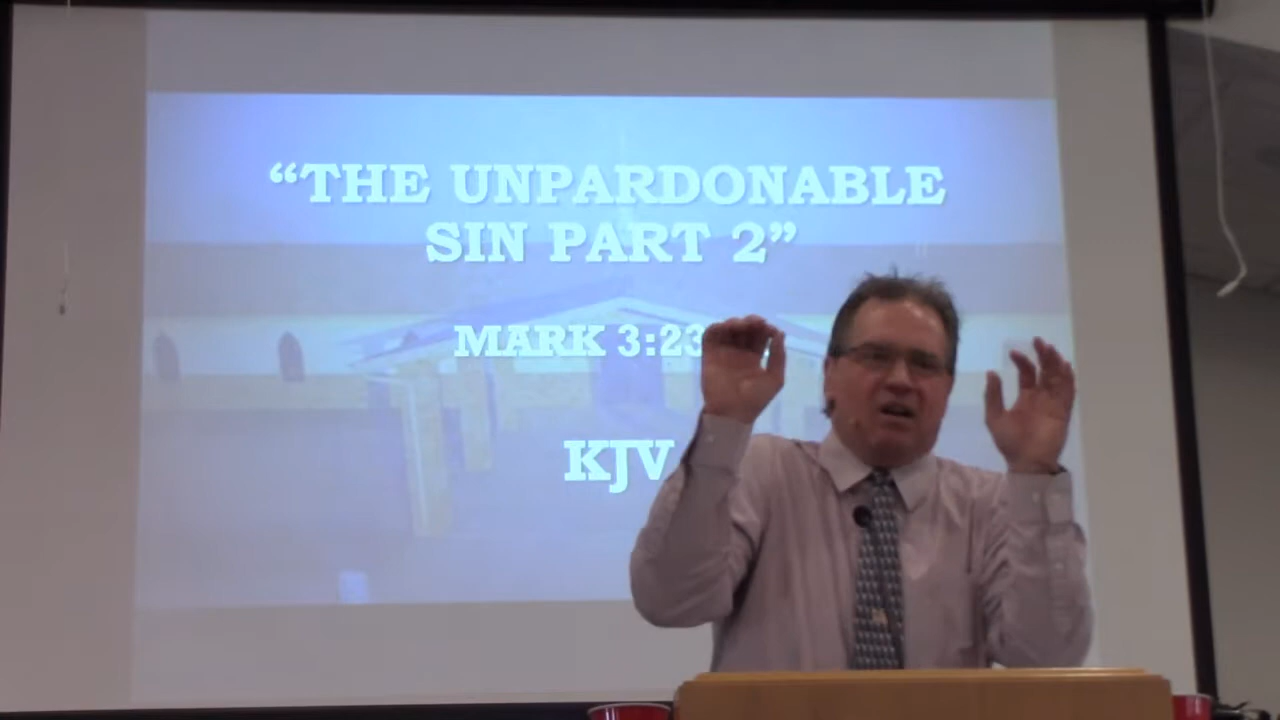 “THE UNPARDONABLE
SIN PART 2”
MARK 3:23
KJV